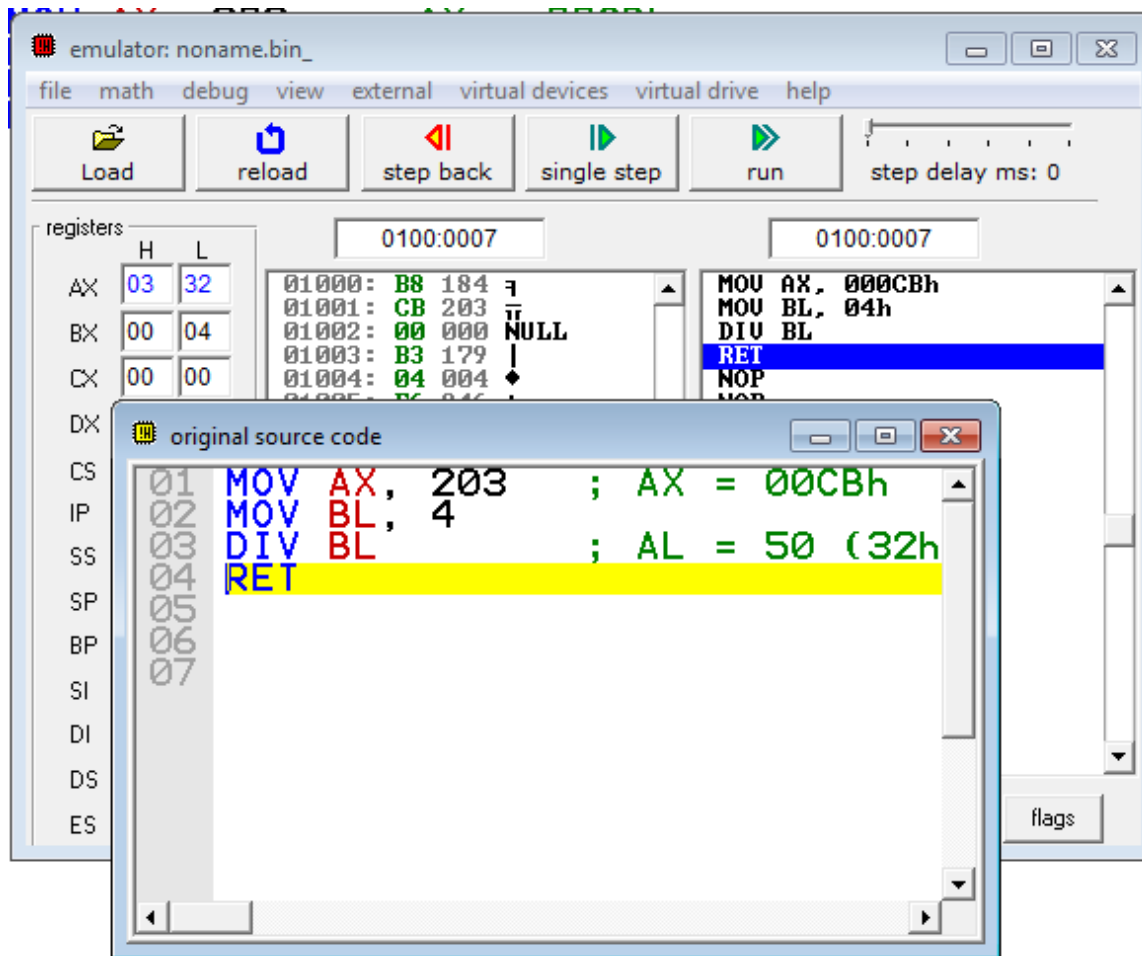 emulator: noname.bin_
file math debug view external virtual devices virtual drive help
Load reload step back single step run step delay ms: 0
registers
H L
0100:0007 0100:0007
AX 03 32
BX 00 04
CX 00 00
DX
CS
IP
SS
SP
BP
SI
DI
DS
ES
01000: B8 184 ╕
01001: CB 203 ╦
01002: 00 000 NULL
01003: B3 179 │
01004: 04 004 ♦
MOV AX, 000CBh
MOV BL, 04h
DIV BL
RET
NOP
original source code
01 MOV AX, 203 ; AX = 00CBh
02 MOV BL, 4
03 DIV BL ; AL = 50 (32h
04 RET
05
06
07
flags